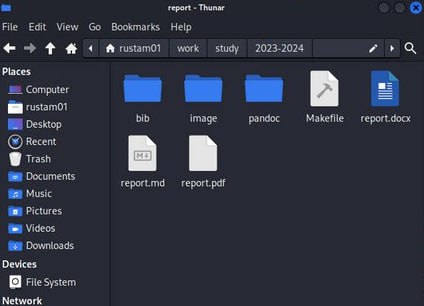 report - Thunar
File Edit View Go Bookmarks Help
rustam01 work study 2023-2024
Places
Computer
rustam01
Desktop
Recent
Trash
Documents
Music
Pictures
Videos
Downloads
Devices
File System
Network
bib image pandoc Makefile report.docx
report.md report.pdf